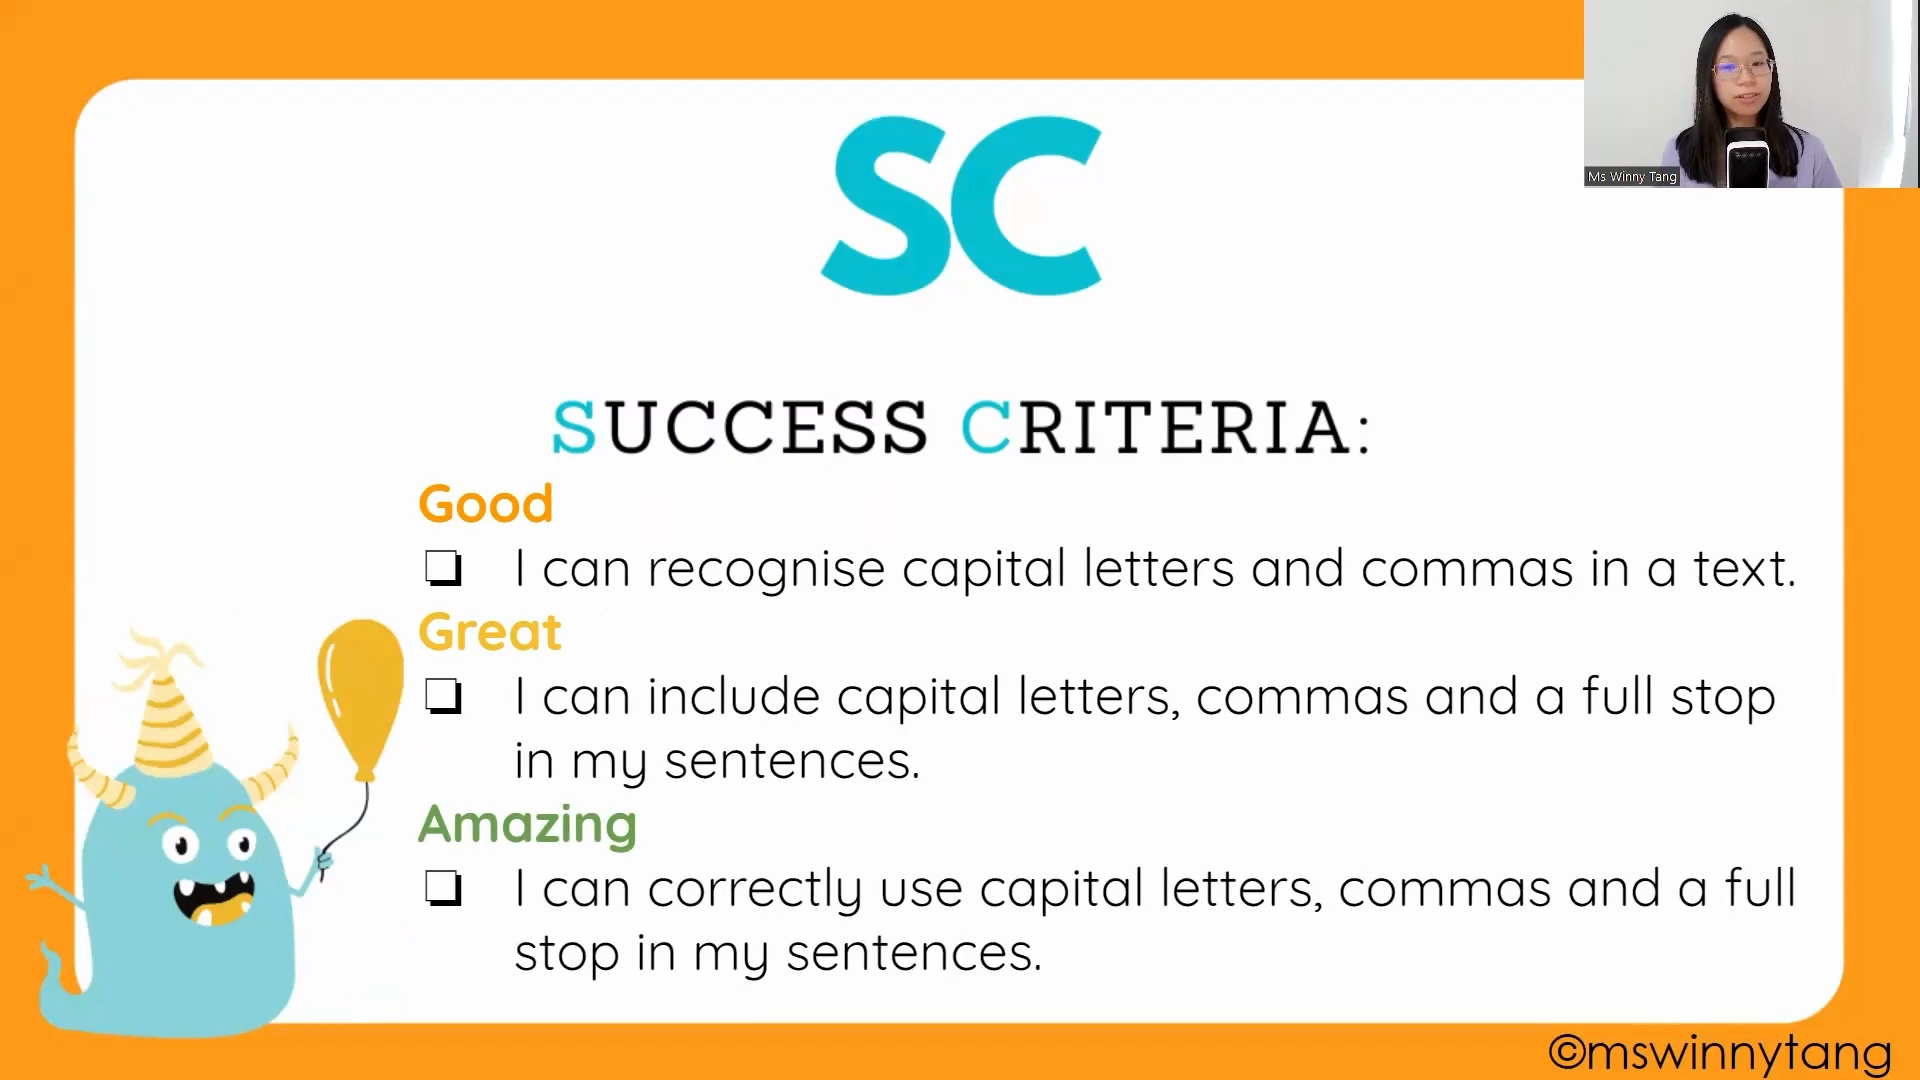 SC
Ms Winny Tang
SUCCESS CRITERIA:
Good
❏ I can recognise capital letters and commas in a text.
Great
❏ I can include capital letters, commas and a full stop
in my sentences.
Amazing
❏ I can correctly use capital letters, commas and a full
stop in my sentences.
©mswinnytang